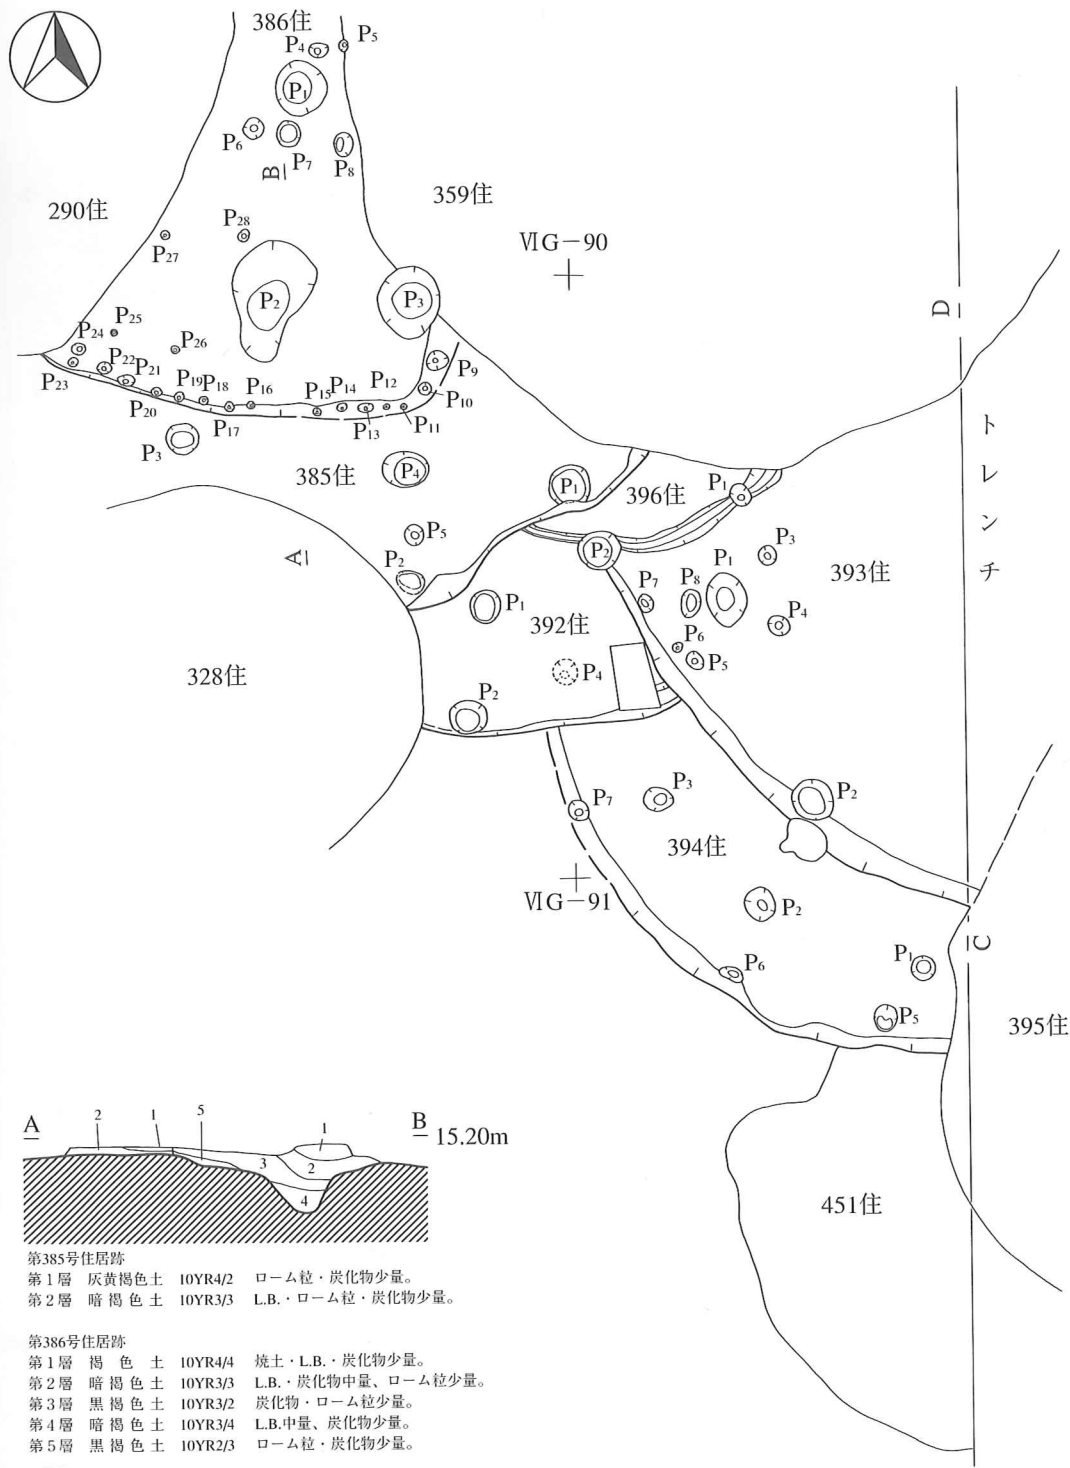 386住
P4
P5
P1
P6
P7
P8
B
290住
359住
P28
P27
ⅥG-90
P2
P3
D
P25
P24
P26
P22
P21
P23
P19
P18
P16
P15
P14
P12
P9
P10
P20
P17
P13
P11
P3
385住
P4
P1
396住
P1
トレンチ
P5
A
P2
P2
P3
P1
P7
P8
393住
P1
392住
P4
P6
P5
328住
P4
P2
P3
P7
P2
394住
ⅥG-91
P2
C
P6
P1
P5
395住
A
2
1
5
1
B
15.20m
3
2
4
451住
第385号住居跡
第1層 灰黄褐色土 10YR4/2 ローム粒・炭化物少量。
第2層 暗褐色土 10YR3/3 L.B.・ローム粒・炭化物少量。
第386号住居跡
第1層 褐色土 10YR4/4 焼土・L.B.・炭化物少量。
第2層 暗褐色土 10YR3/3 L.B.・炭化物中量、ローム粒少量。
第3層 黒褐色土 10YR3/2 炭化物・ローム粒少量。
第4層 暗褐色土 10YR3/4 L.B.中量、炭化物少量。
第5層 黒褐色土 10YR2/3 ローム粒・炭化物少量。